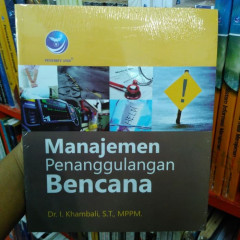 Manajemen
Penanggulangan
Bencana
Dr. I. Khambali, S.T., MPPM.